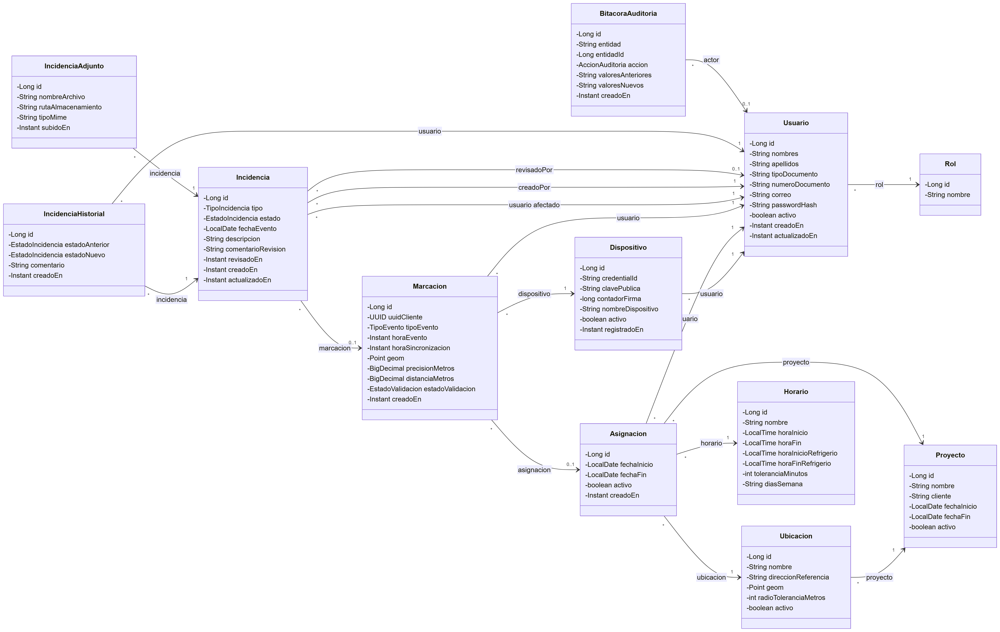 BitacoraAuditoria
-Long id
-String entidad
-Long entidadId
-AccionAuditoria accion
-String valoresAnteriores
-String valoresNuevos
-Instant creadoEn
*
actor
0..1
IncidenciaAdjunto
-Long id
-String nombreArchivo
-String rutaAlmacenamiento
-String tipoMime
-Instant subidoEn
*
incidencia
1
IncidenciaHistorial
-Long id
-EstadoIncidencia estadoAnterior
-EstadoIncidencia estadoNuevo
-String comentario
-Instant creadoEn
*
usuario
1
*
incidencia
1
Incidencia
-Long id
-TipoIncidencia tipo
-EstadoIncidencia estado
-LocalDate fechaEvento
-String descripcion
-String comentarioRevision
-Instant revisadoEn
-Instant creadoEn
-Instant actualizadoEn
*
revisadoPor
0..1
*
creadoPor
1
*
usuario afectado
1
*
marcacion
0..1
Usuario
-Long id
-String nombres
-String apellidos
-String tipoDocumento
-String numeroDocumento
-String correo
-String passwordHash
-boolean activo
-Instant creadoEn
-Instant actualizadoEn
*
rol
1
Rol
-Long id
-String nombre
Marcacion
-Long id
-UUID uuidCliente
-TipoEvento tipoEvento
-Instant horaEvento
-Instant horaSincronizacion
-Point geom
-BigDecimal precisionMetros
-BigDecimal distanciaMetros
-EstadoValidacion estadoValidacion
-Instant creadoEn
*
usuario
1
*
dispositivo
1
*
asignacion
0..1
Dispositivo
-Long id
-String credentialId
-String clavePublica
-long contadorFirma
-String nombreDispositivo
-boolean activo
-Instant registradoEn
*
usuario
1
Asignacion
-Long id
-LocalDate fechaInicio
-LocalDate fechaFin
-boolean activo
-Instant creadoEn
*
uario
1
*
proyecto
1
*
horario
1
*
ubicacion
1
Horario
-Long id
-String nombre
-LocalTime horaInicio
-LocalTime horaFin
-LocalTime horaInicioRefrigerio
-LocalTime horaFinRefrigerio
-int toleranciaMinutos
-String diasSemana
Ubicacion
-Long id
-String nombre
-String direccionReferencia
-Point geom
-int radioToleranciaMetros
-boolean activo
*
proyecto
1
Proyecto
-Long id
-String nombre
-String cliente
-LocalDate fechaInicio
-LocalDate fechaFin
-boolean activo